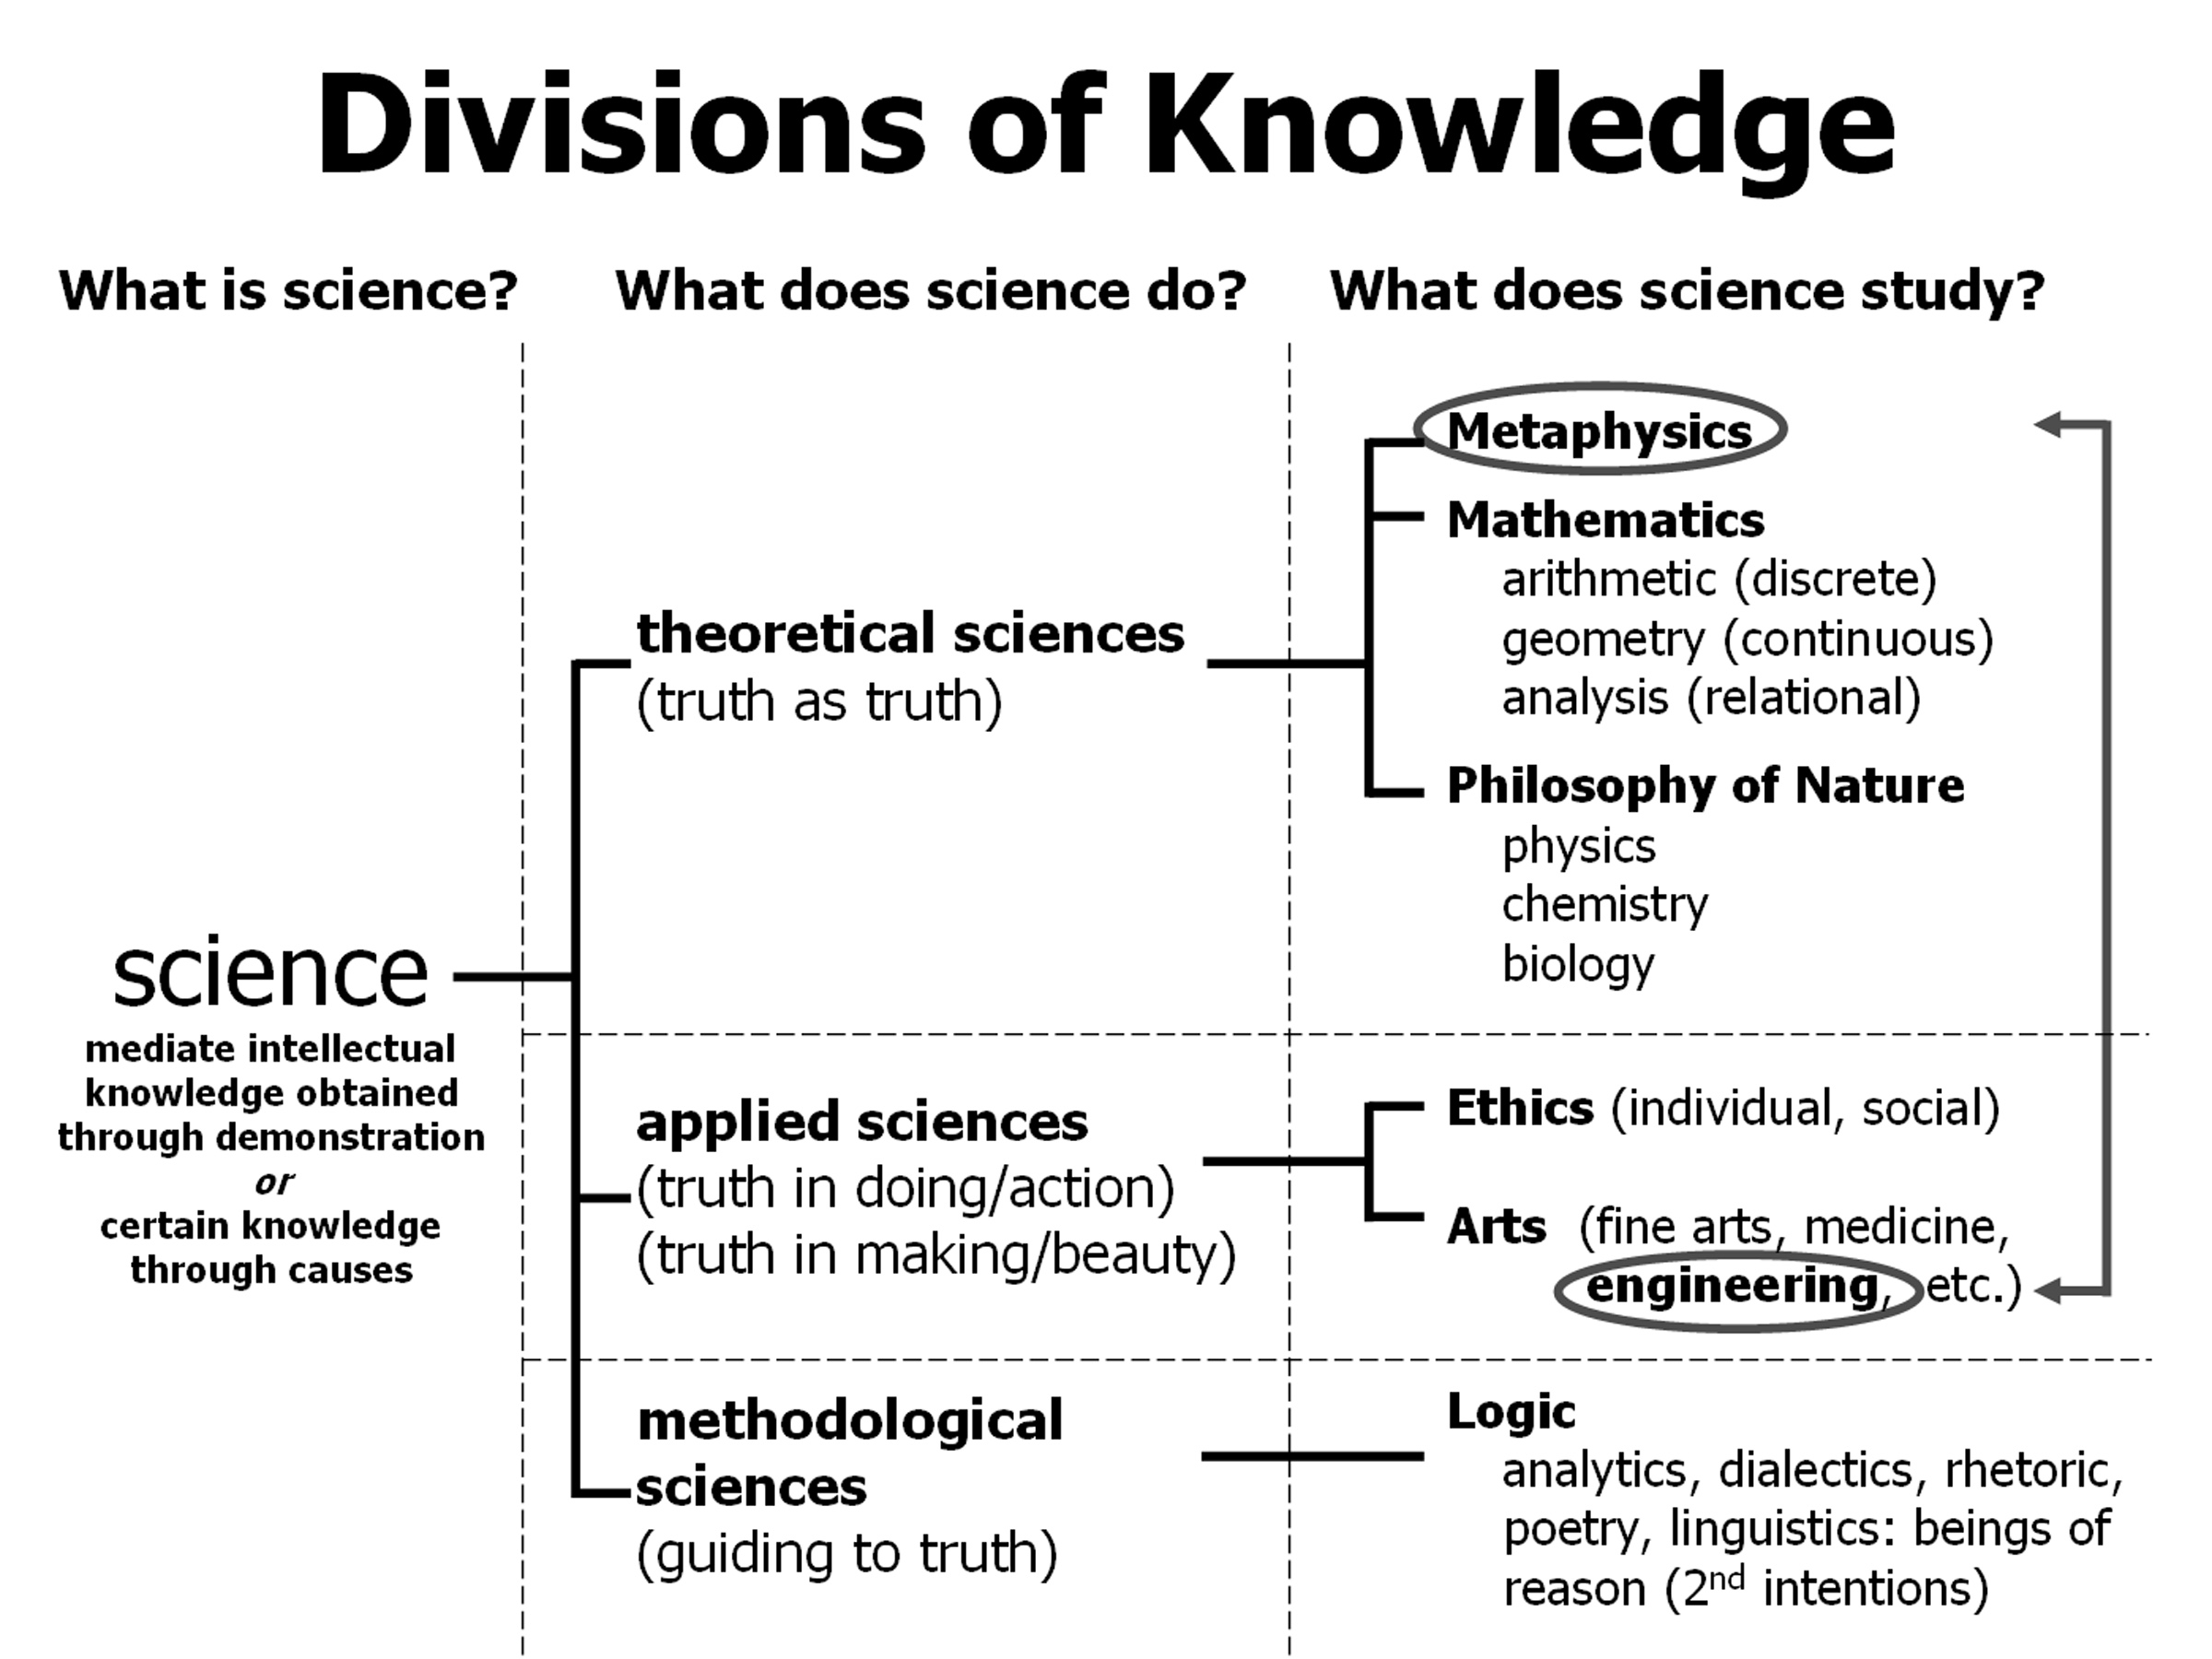 Divisions of Knowledge
What is science?
What does science do?
What does science study?
science
mediate intellectual
knowledge obtained
through demonstration
or
certain knowledge
through causes
theoretical sciences
(truth as truth)
Metaphysics
Mathematics
arithmetic (discrete)
geometry (continuous)
analysis (relational)
Philosophy of Nature
physics
chemistry
biology
applied sciences
(truth in doing/action)
(truth in making/beauty)
Ethics (individual, social)
Arts (fine arts, medicine,
engineering, etc.)
methodological
sciences
(guiding to truth)
Logic
analytics, dialectics, rhetoric,
poetry, linguistics: beings of
reason (2nd intentions)